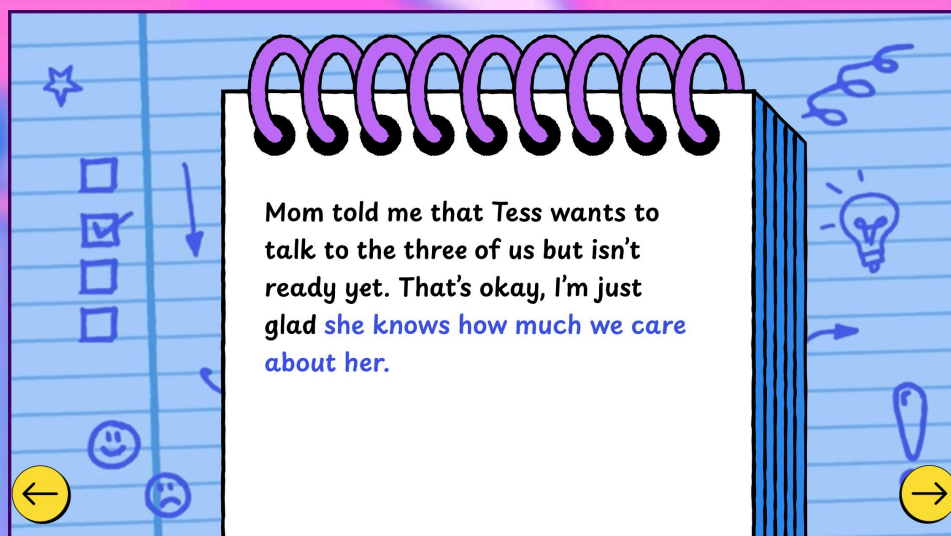 Mom told me that Tess wants to
talk to the three of us but isn't
ready yet. That's okay, I'm just
glad she knows how much we care
about her.